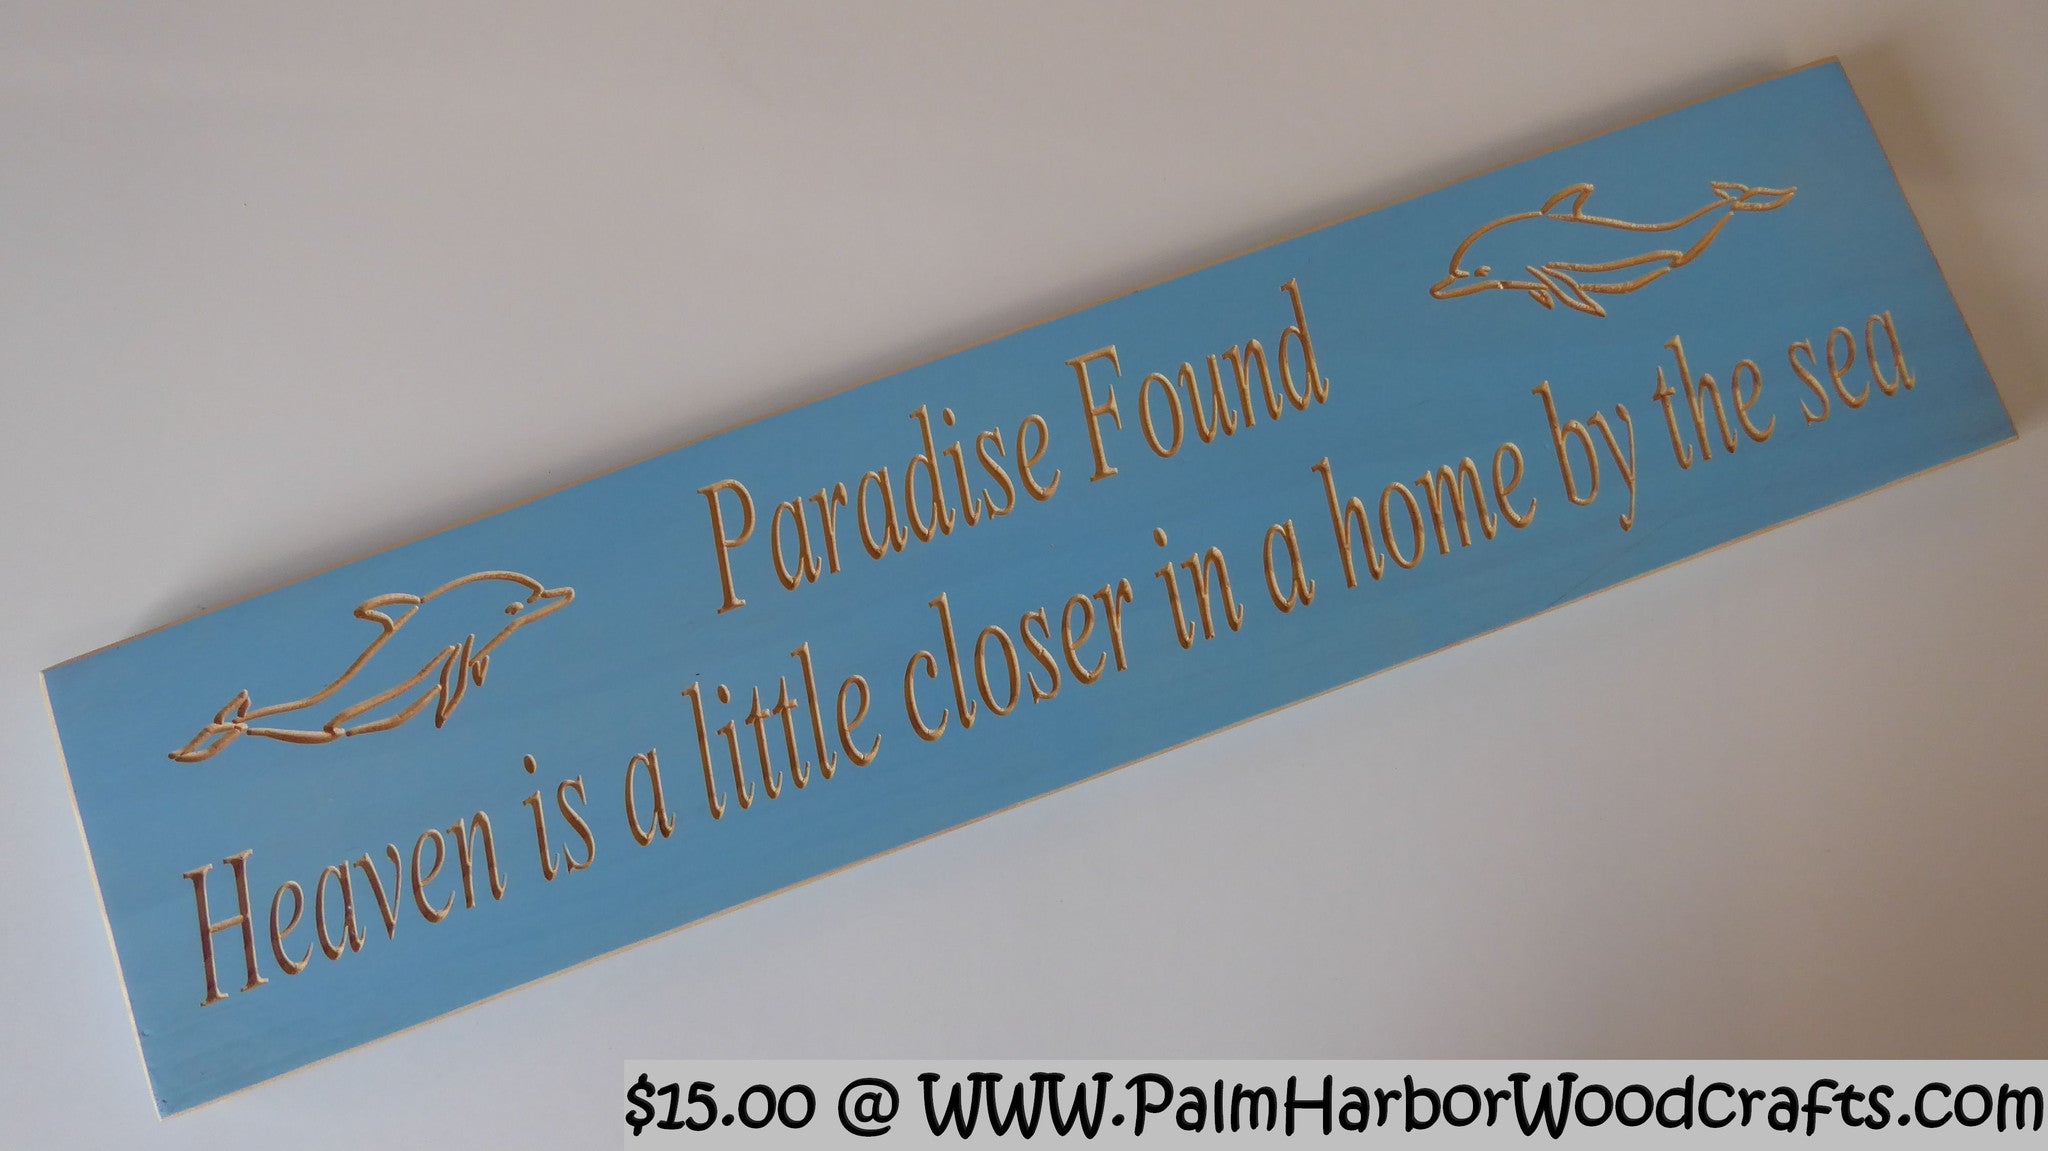 Paradise Found
Heaven is a little closer in a home by the sea
$15.00 @ WWW.PalmHarborWoodcrafts.com